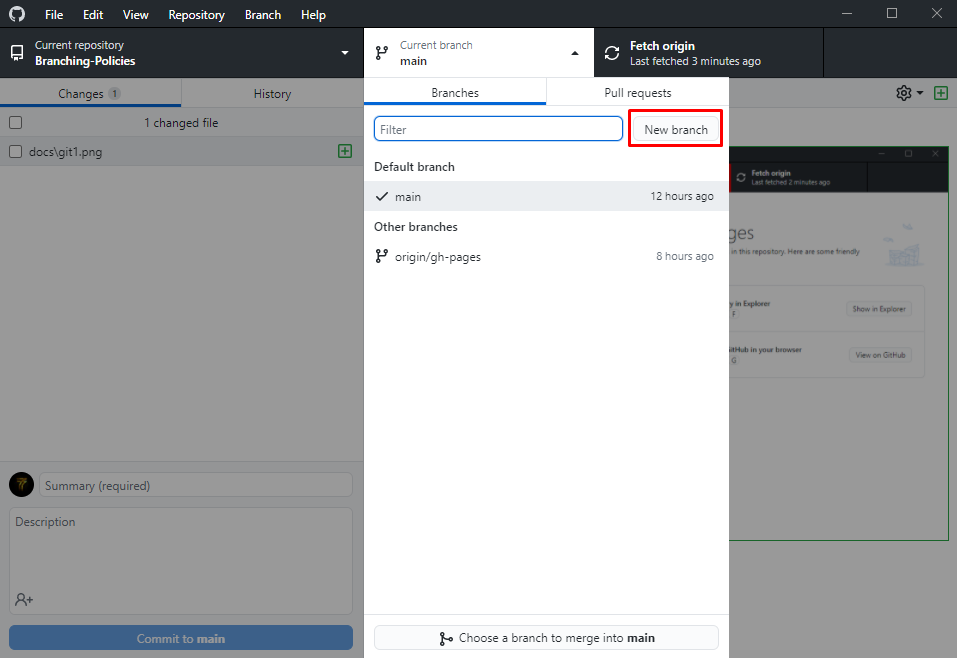 File Edit View Repository Branch Help
Current repository
Branching-Policies
Current branch
main
Fetch origin
Last fetched 3 minutes ago
Changes 1
History
Branches
Pull requests
1 changed file
Filter
New branch
docs\git1.png
Default branch
main 12 hours ago
Other branches
origin/gh-pages 8 hours ago
Fetch origin
Last fetched 2 minutes ago
ges
in this repository. Here are some friendly
y in Explorer
F
Show in Explorer
GitHub in your browser
G
View on GitHub
Summary (required)
Description
Commit to main
Choose a branch to merge into main